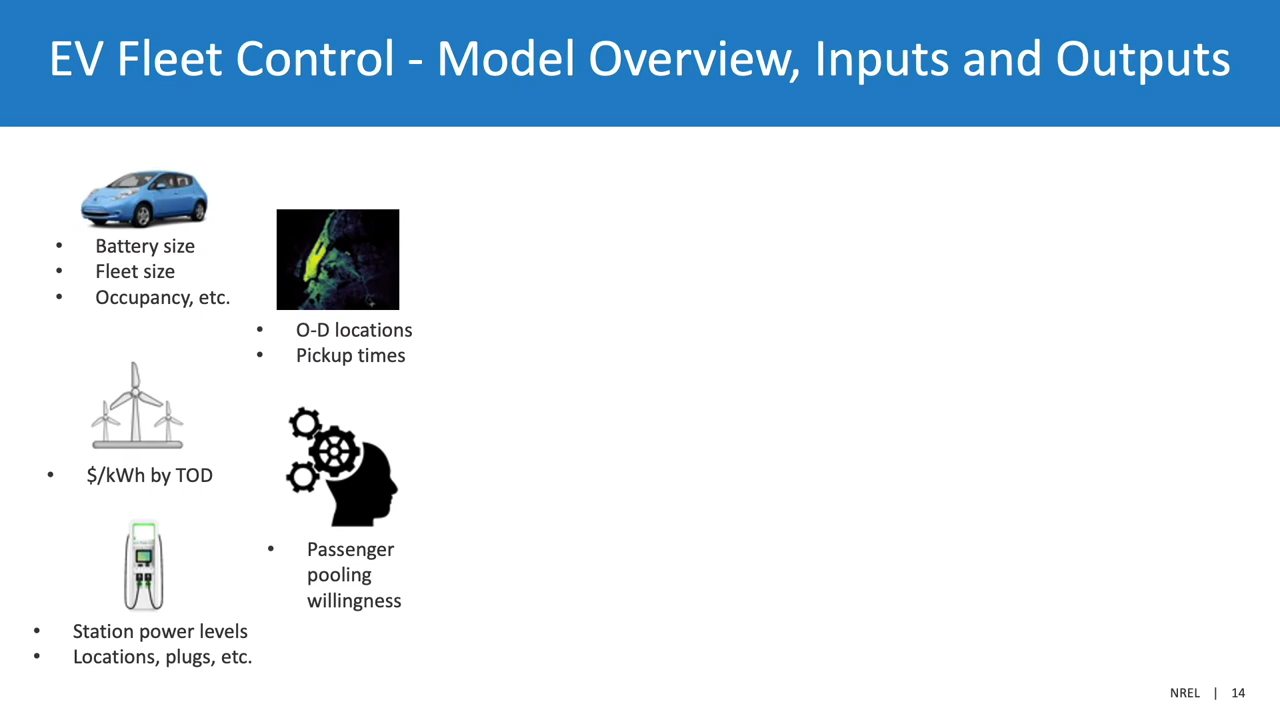 EV Fleet Control - Model Overview, Inputs and Outputs
• Battery size
• Fleet size
• Occupancy, etc.
• O-D locations
• Pickup times
• $/kWh by TOD
• Passenger
pooling
willingness
• Station power levels
• Locations, plugs, etc.
NREL | 14